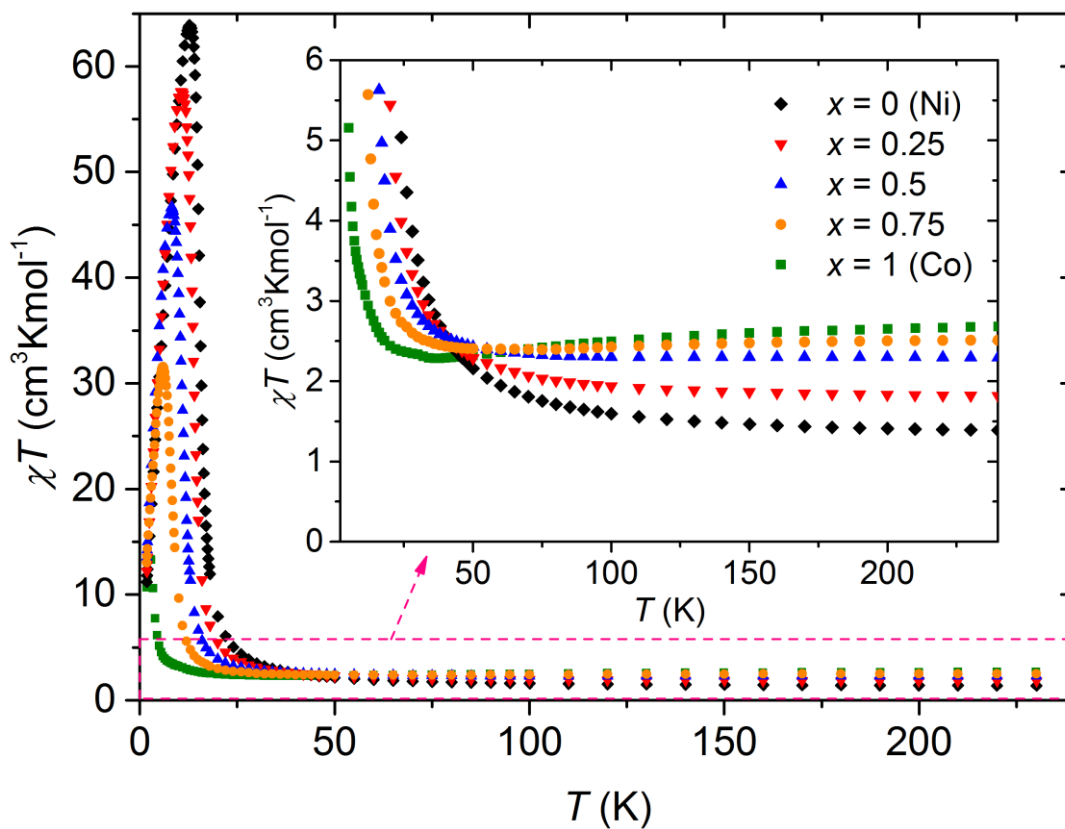 χT (cm³Kmol⁻¹)
60
50
40
30
20
10
0
0
50
100
150
200
T (K)
χT (cm³Kmol⁻¹)
6
5
4
3
2
1
0
50
100
150
200
T (K)
x = 0 (Ni)
x = 0.25
x = 0.5
x = 0.75
x = 1 (Co)